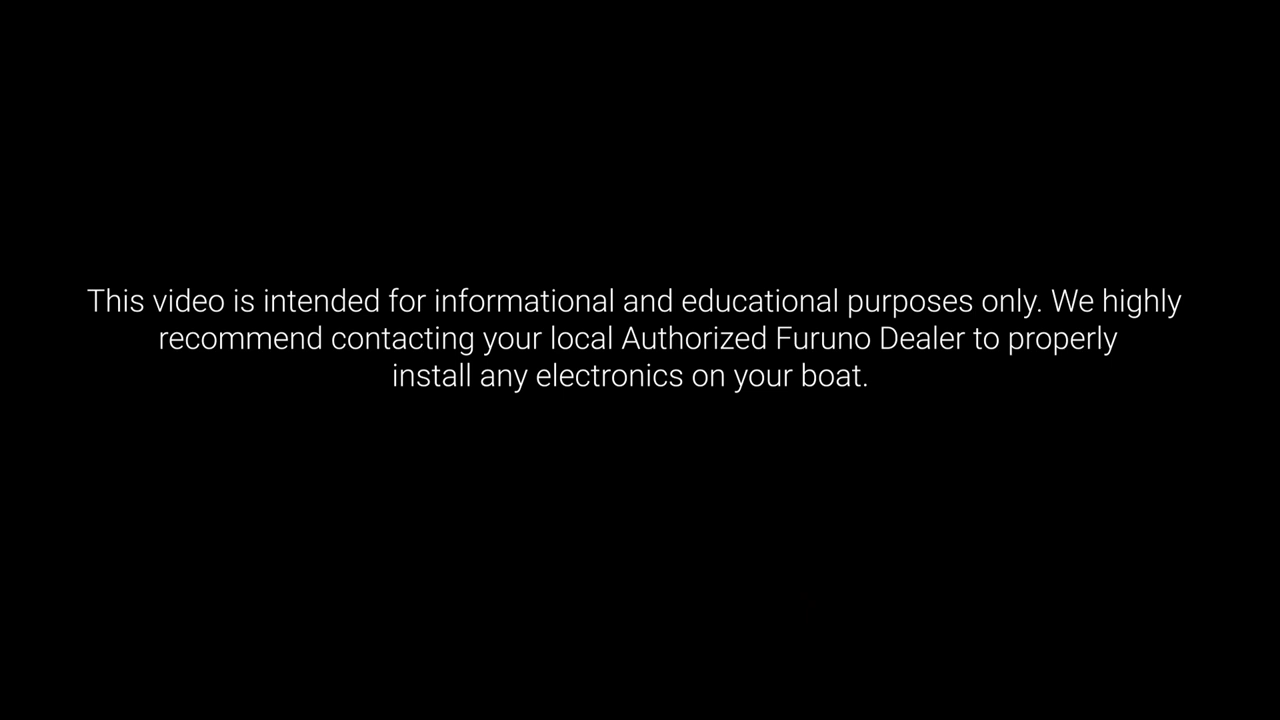 This video is intended for informational and educational purposes only. We highly
recommend contacting your local Authorized Furuno Dealer to properly
install any electronics on your boat.